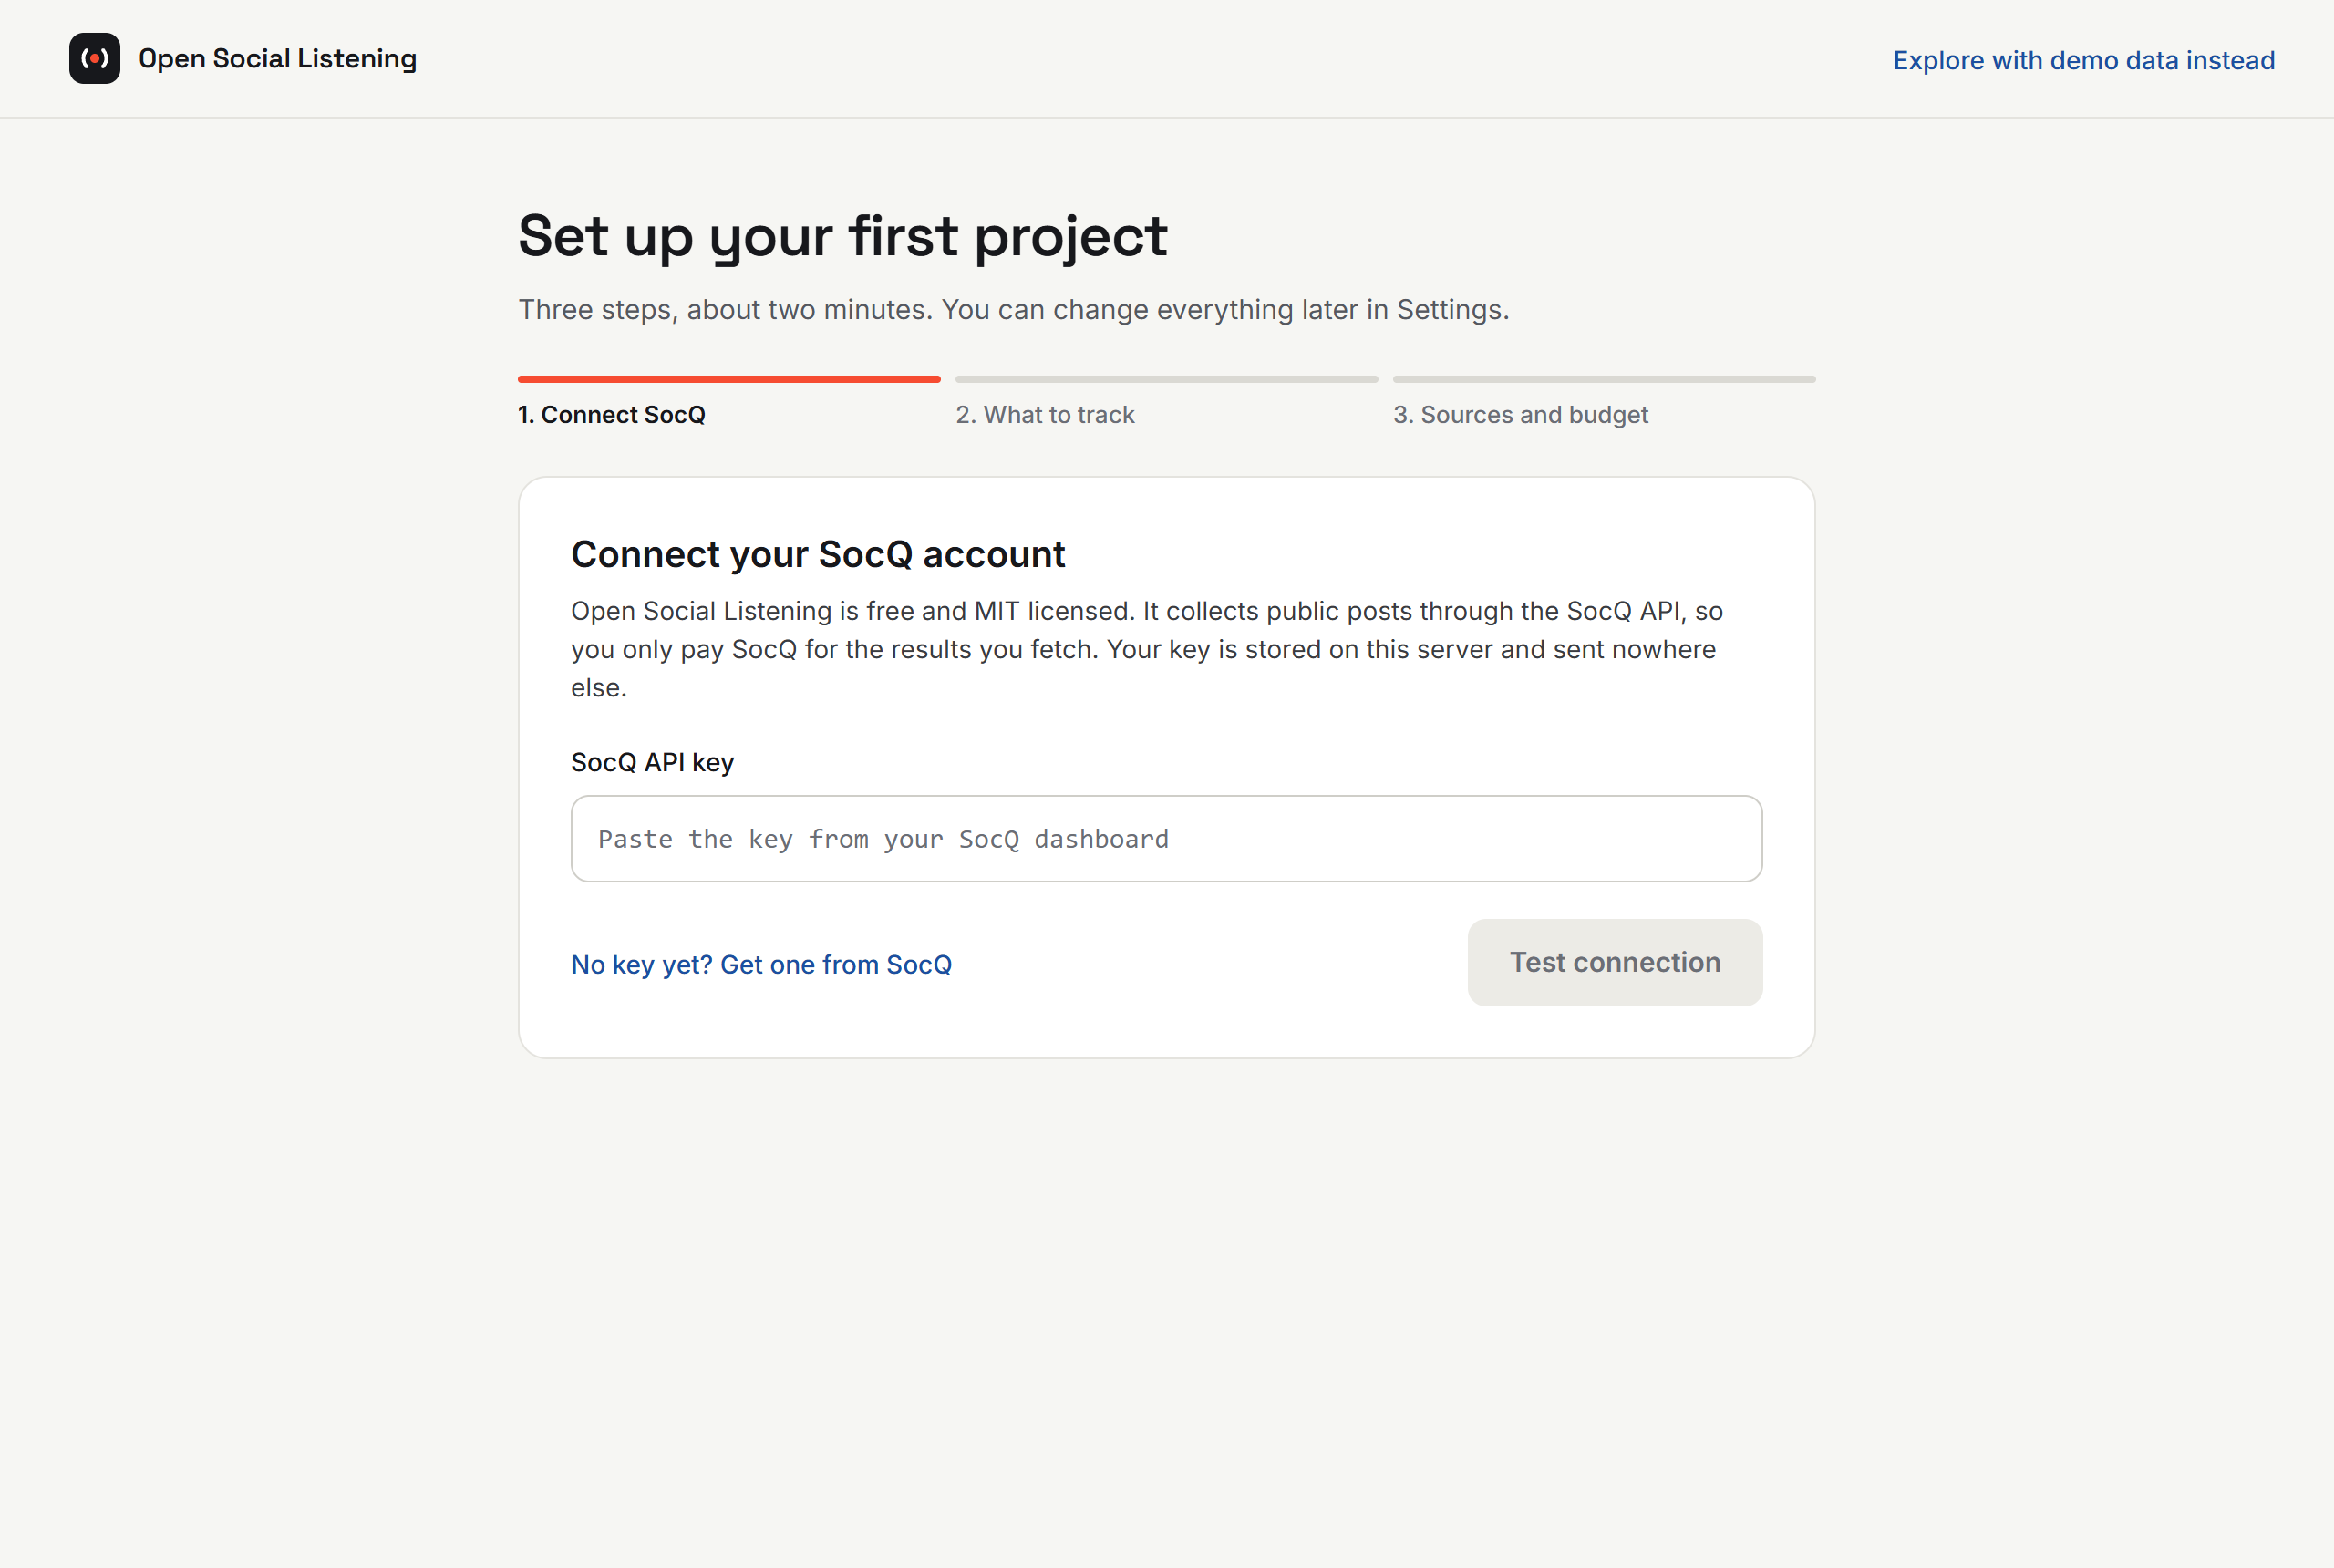 Open Social Listening
Explore with demo data instead
Set up your first project
Three steps, about two minutes. You can change everything later in Settings.
1. Connect SocQ
2. What to track
3. Sources and budget
Connect your SocQ account
Open Social Listening is free and MIT licensed. It collects public posts through the SocQ API, so
you only pay SocQ for the results you fetch. Your key is stored on this server and sent nowhere
else.
SocQ API key
Paste the key from your SocQ dashboard
No key yet? Get one from SocQ
Test connection